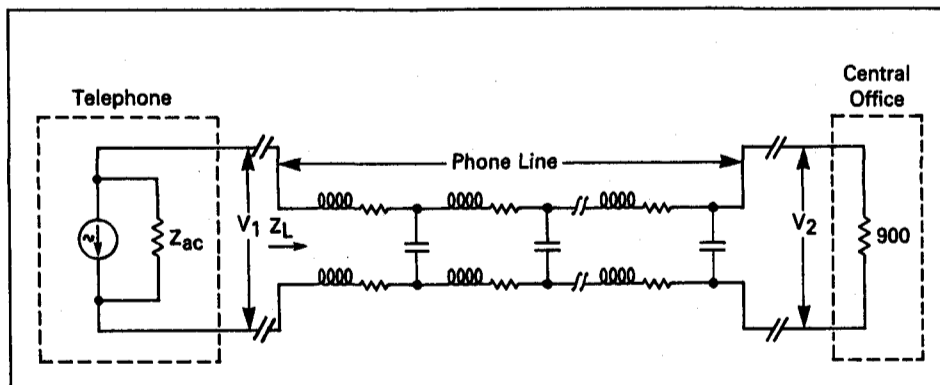 Telephone
Central
Office
Phone Line
V1
ZL
Zac
V2
900
~